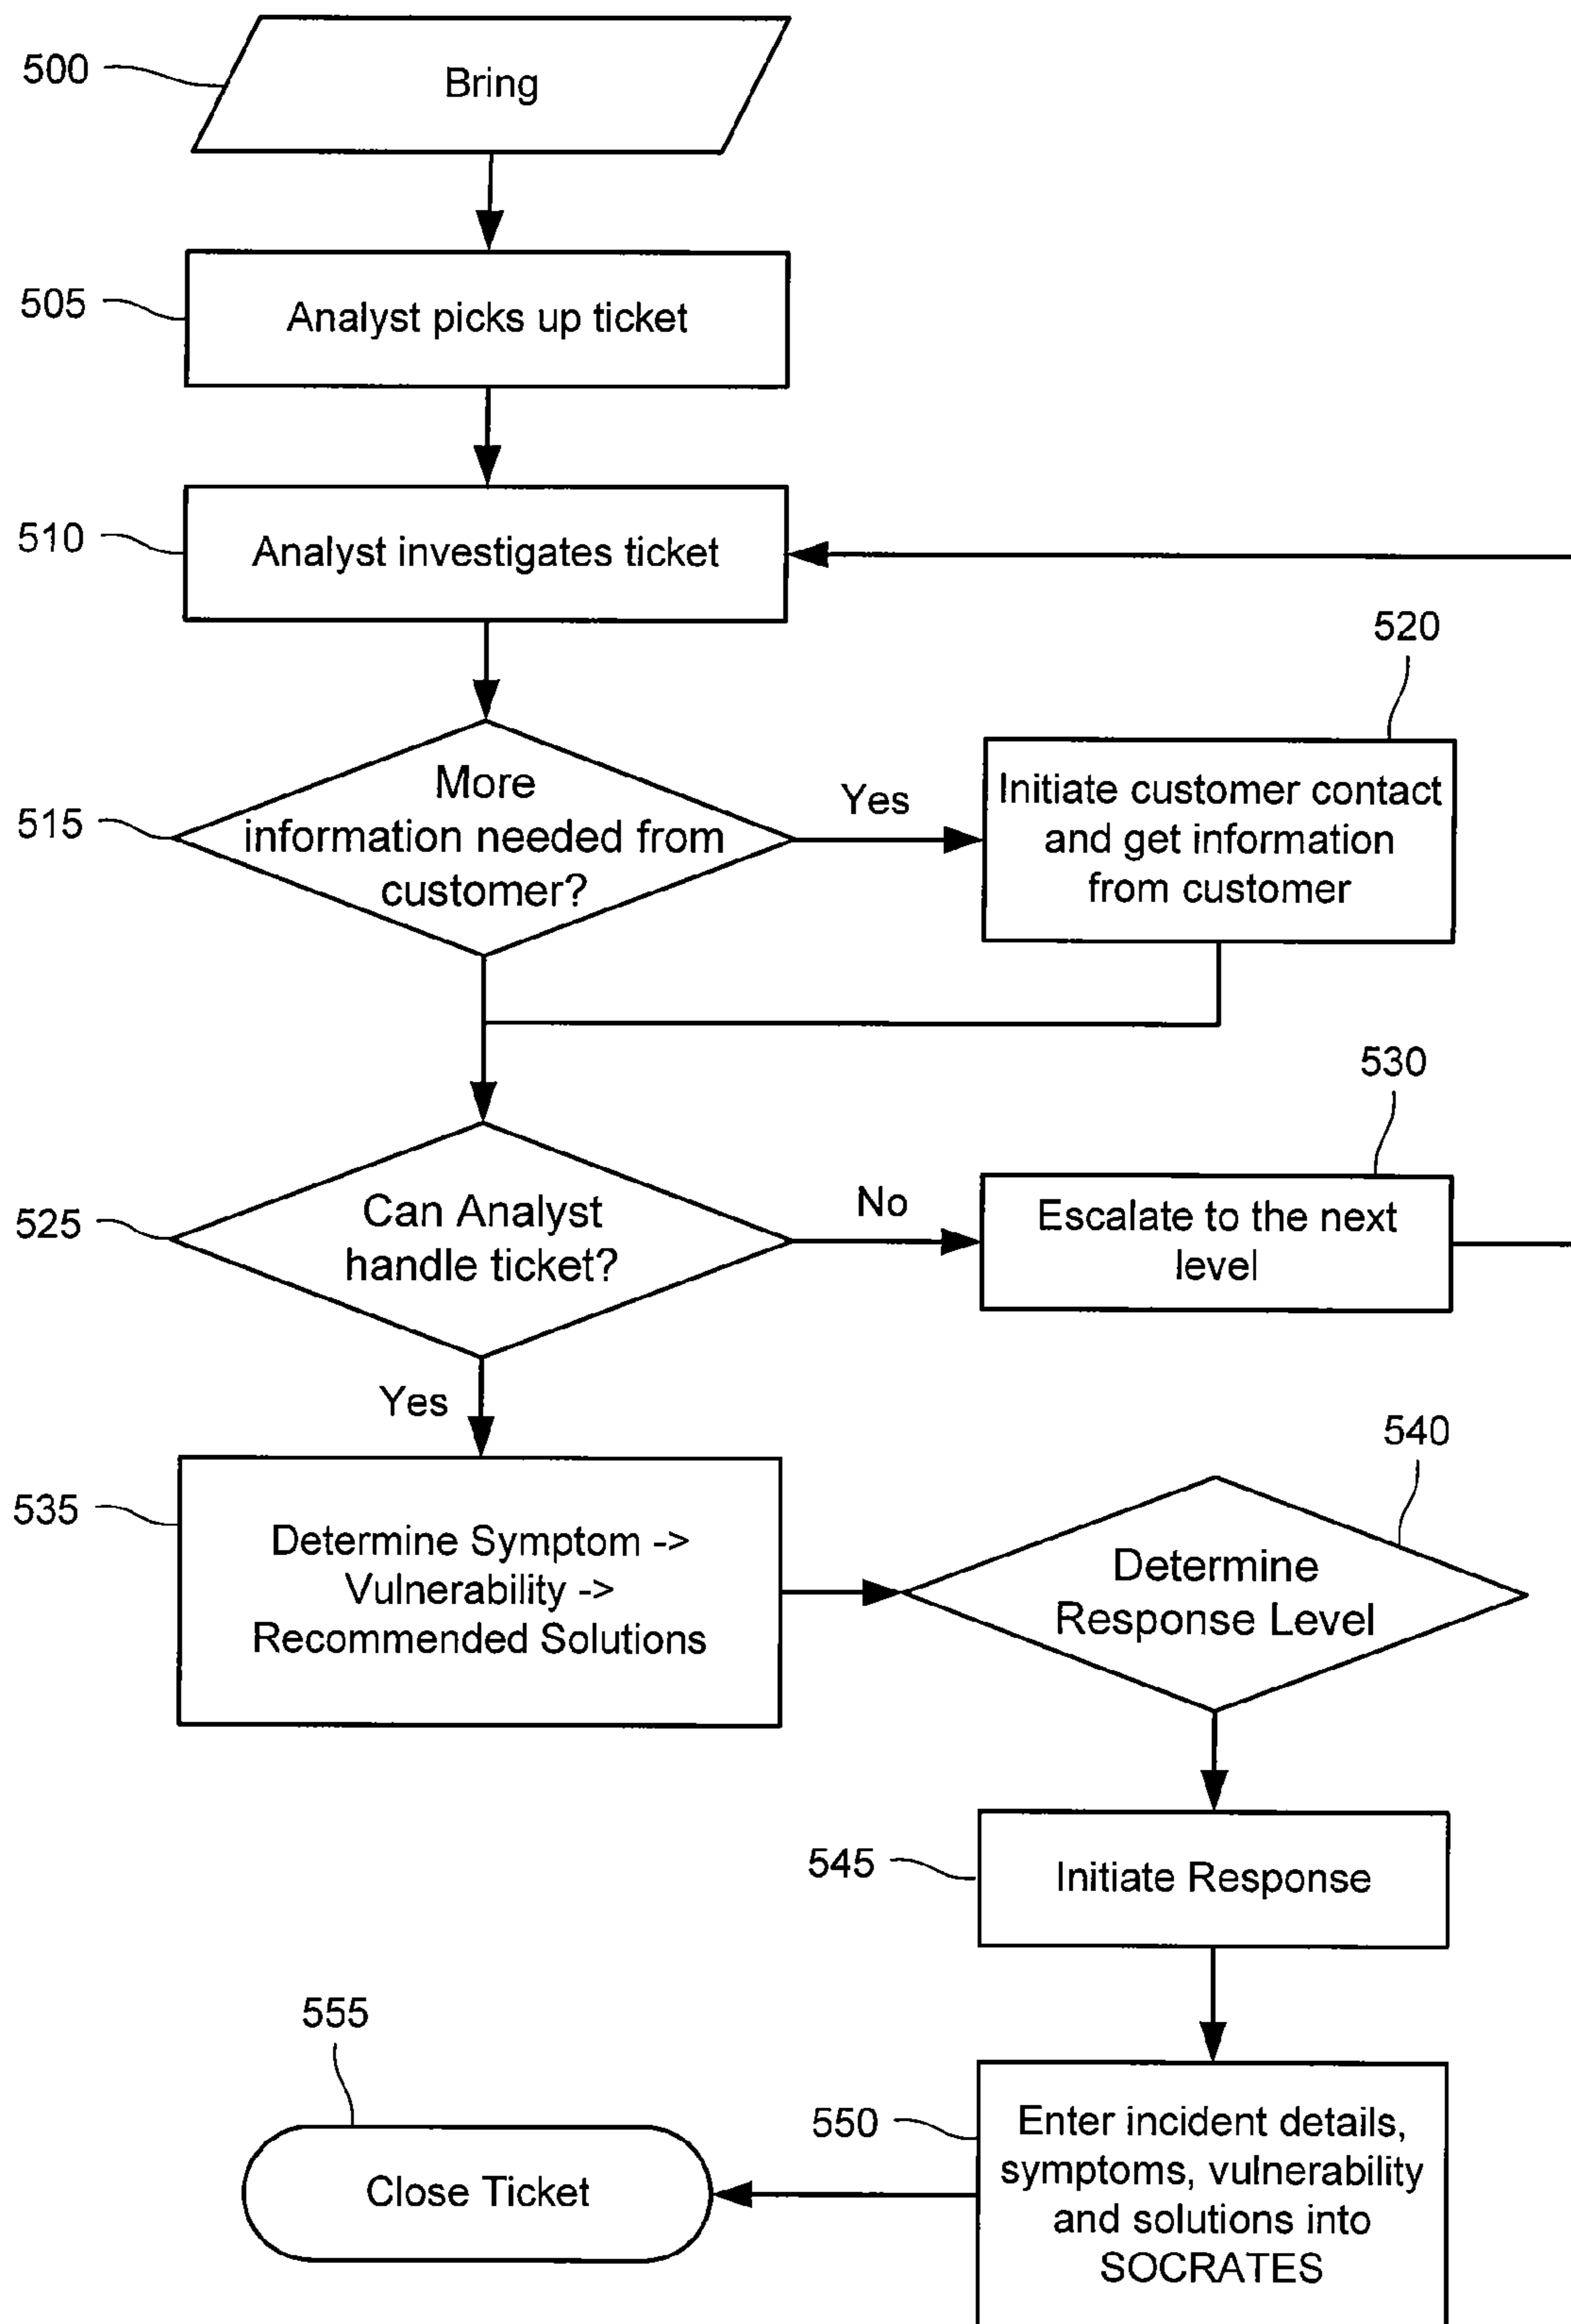 500
Bring
505
Analyst picks up ticket
510
Analyst investigates ticket
520
515
More
information needed from
customer?
Yes
Initiate customer contact
and get information
from customer
530
525
Can Analyst
handle ticket?
No
Escalate to the next
level
Yes
540
535
Determine Symptom ->
Vulnerability ->
Recommended Solutions
Determine
Response Level
545
Initiate Response
555
550
Enter incident details,
symptoms, vulnerability
and solutions into
SOCRATES
Close Ticket